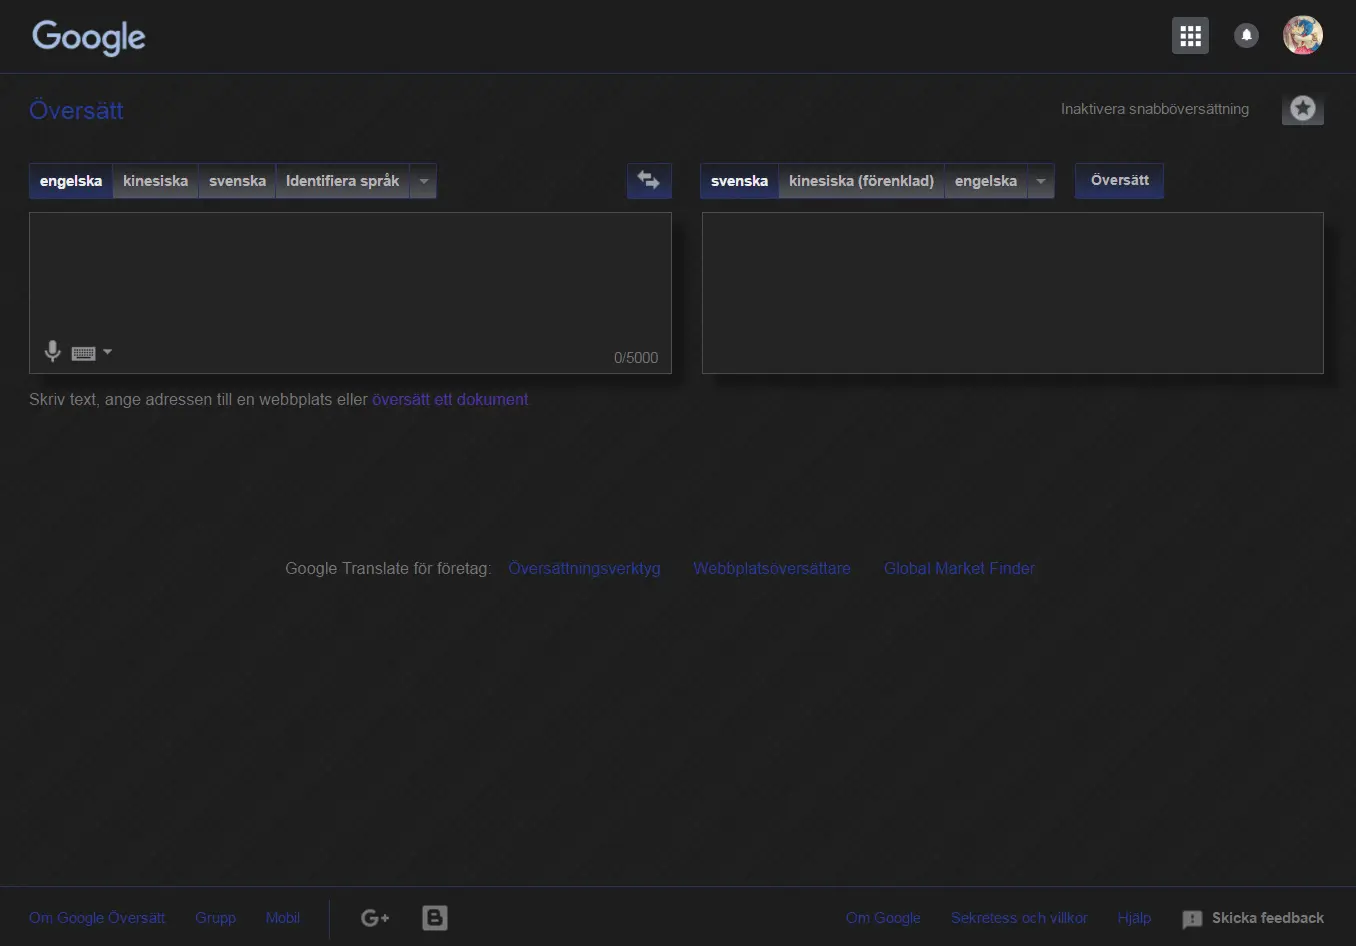 Google
Översätt
Inaktivera snabböversättning
engelska kinesiska svenska Identifiera språk
svenska kinesiska (förenklad) engelska Översätt
0/5000
Skriv text, ange adressen till en webbplats eller översätt ett dokument
Google Translate för företag: Översättningsverktyg Webbplatsöversättare Global Market Finder
Om Google Översätt Grupp Mobil G+ B Om Google Sekretess och villkor Hjälp Skicka feedback